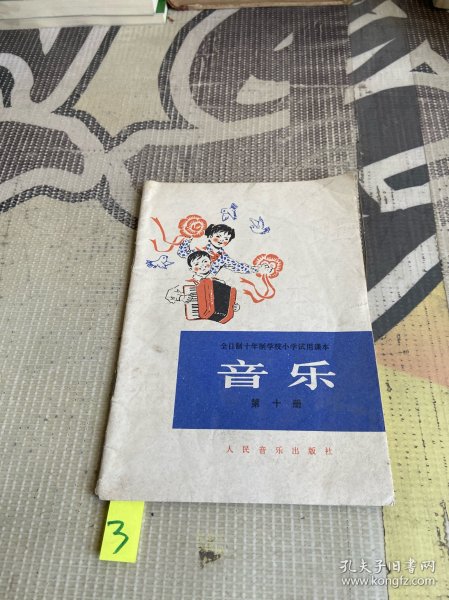 全日制十年制学校小学试用课本
音乐
第十册
人民音乐出版社
3
孔夫子旧书网
www.kongfz.com